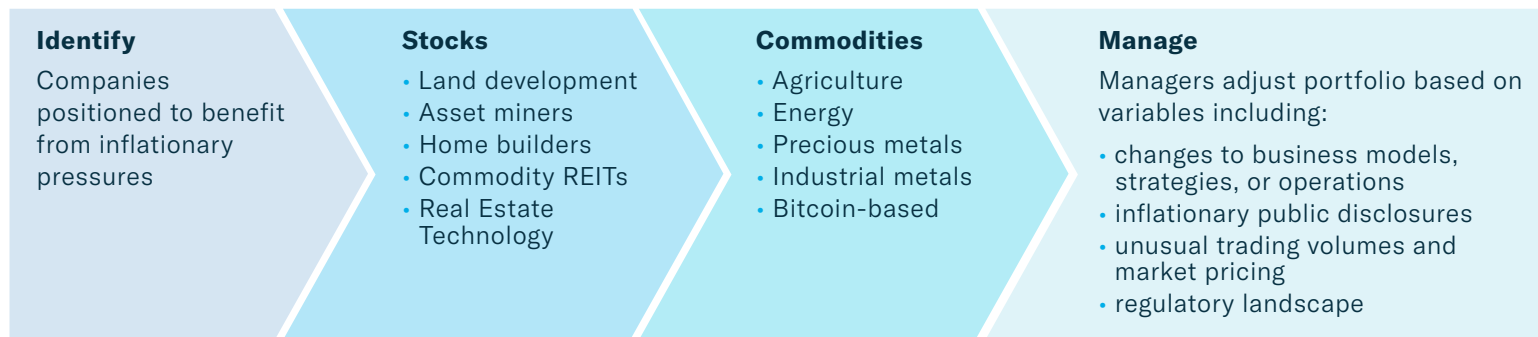 Identify
Companies
positioned to benefit
from inflationary
pressures
Stocks
• Land development
• Asset miners
• Home builders
• Commodity REITs
• Real Estate
Technology
Commodities
• Agriculture
• Energy
• Precious metals
• Industrial metals
• Bitcoin-based
Manage
Managers adjust portfolio based on
variables including:
• changes to business models,
strategies, or operations
• inflationary public disclosures
• unusual trading volumes and
market pricing
• regulatory landscape